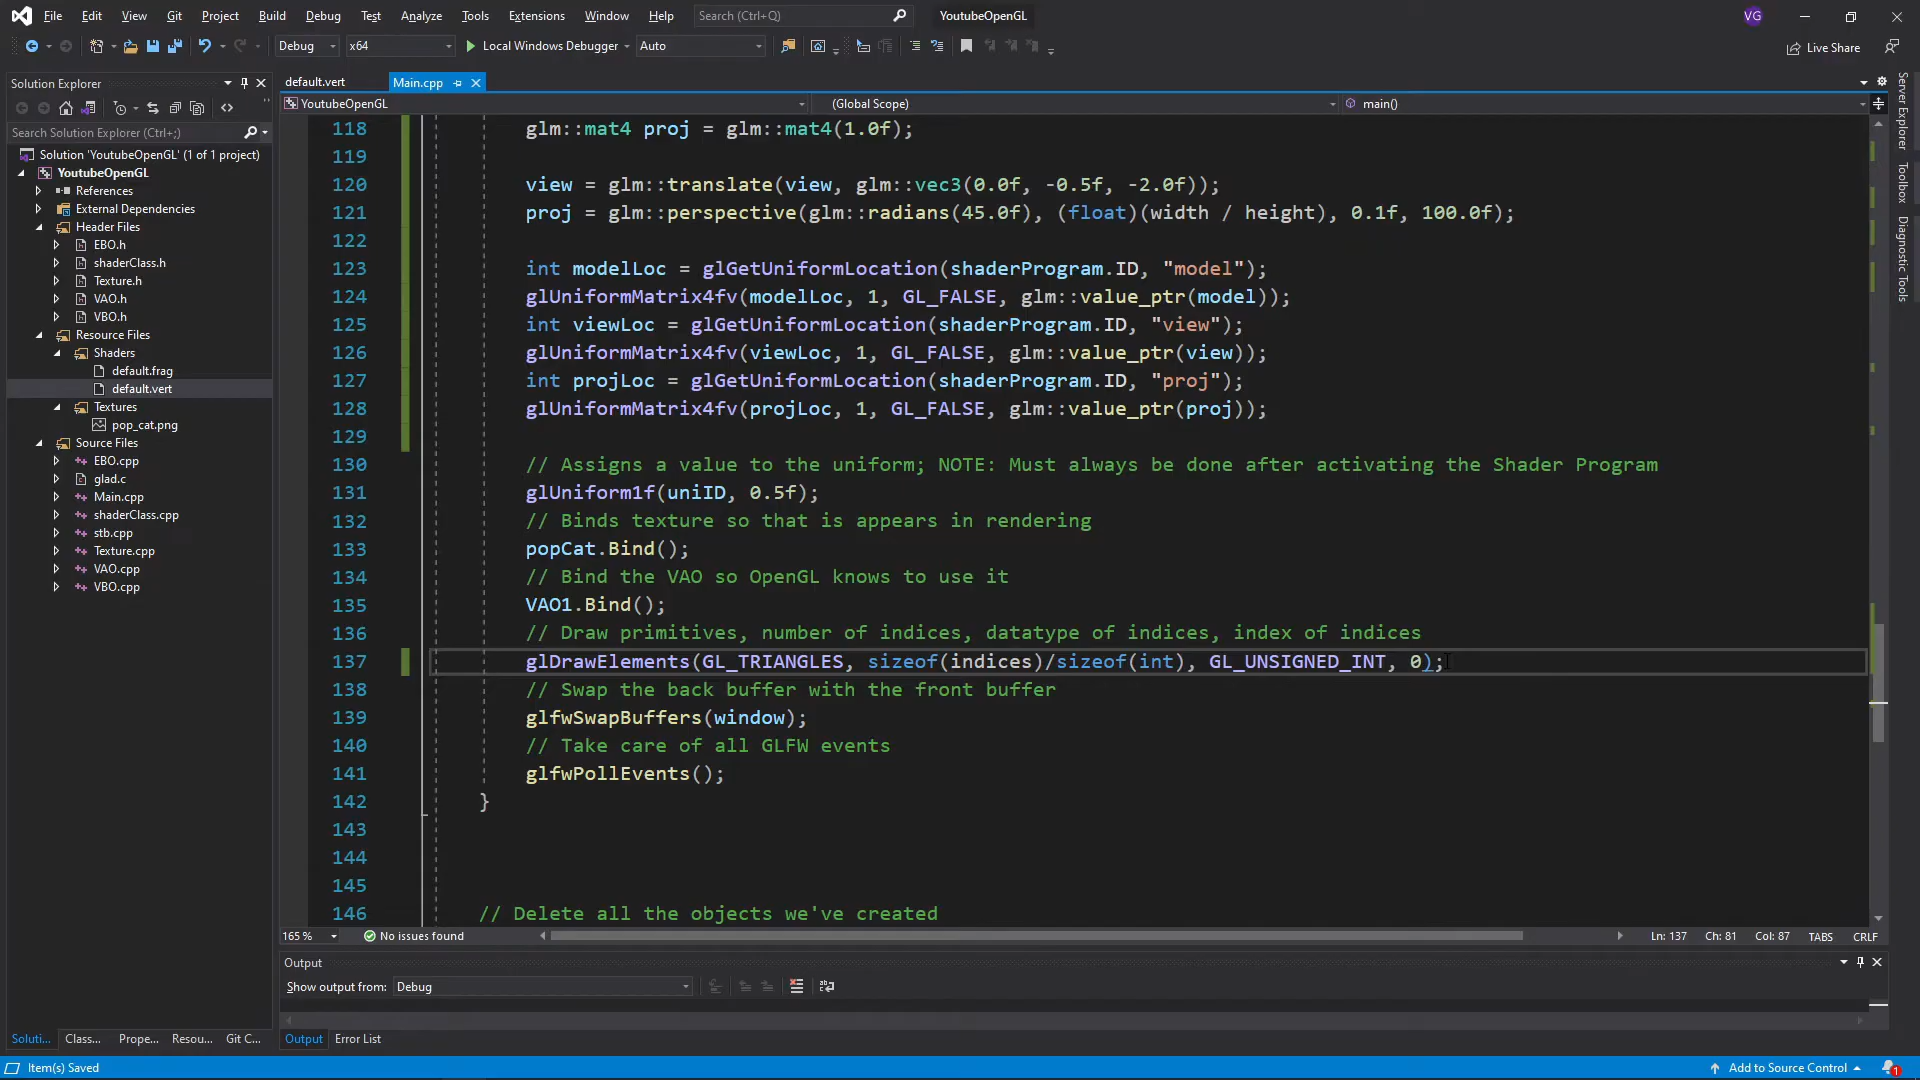 File Edit View Git Project Build Debug Test Analyze Tools Extensions Window Help Search (Ctrl+Q) YoutubeOpenGL VG
Debug x64 Local Windows Debugger Auto Live Share
Solution Explorer
default.vert Main.cpp
YoutubeOpenGL (Global Scope) main()
Search Solution Explorer (Ctrl+;)
Solution 'YoutubeOpenGL' (1 of 1 project)
YoutubeOpenGL
References
External Dependencies
Header Files
EBO.h
shaderClass.h
Texture.h
VAO.h
VBO.h
Resource Files
Shaders
default.frag
default.vert
Textures
pop_cat.png
Source Files
EBO.cpp
glad.c
Main.cpp
shaderClass.cpp
stb.cpp
Texture.cpp
VAO.cpp
VBO.cpp
118 glm::mat4 proj = glm::mat4(1.0f);
119
120 view = glm::translate(view, glm::vec3(0.0f, -0.5f, -2.0f));
121 proj = glm::perspective(glm::radians(45.0f), (float)(width / height), 0.1f, 100.0f);
122
123 int modelLoc = glGetUniformLocation(shaderProgram.ID, "model");
124 glUniformMatrix4fv(modelLoc, 1, GL_FALSE, glm::value_ptr(model));
125 int viewLoc = glGetUniformLocation(shaderProgram.ID, "view");
126 glUniformMatrix4fv(viewLoc, 1, GL_FALSE, glm::value_ptr(view));
127 int projLoc = glGetUniformLocation(shaderProgram.ID, "proj");
128 glUniformMatrix4fv(projLoc, 1, GL_FALSE, glm::value_ptr(proj));
129
130 // Assigns a value to the uniform; NOTE: Must always be done after activating the Shader Program
131 glUniform1f(uniID, 0.5f);
132 // Binds texture so that is appears in rendering
133 popCat.Bind();
134 // Bind the VAO so OpenGL knows to use it
135 VAO1.Bind();
136 // Draw primitives, number of indices, datatype of indices, index of indices
137 glDrawElements(GL_TRIANGLES, sizeof(indices)/sizeof(int), GL_UNSIGNED_INT, 0);
138 // Swap the back buffer with the front buffer
139 glfwSwapBuffers(window);
140 // Take care of all GLFW events
141 glfwPollEvents();
142 }
143
144
145
146 // Delete all the objects we've created
165 % No issues found Ln: 137 Ch: 81 Col: 87 TABS CRLF
Output
Show output from: Debug
Soluti... Class... Prope... Resou... Git C... Output Error List
Item(s) Saved Add to Source Control 1
Server Explorer
Toolbox
Diagnostic Tools